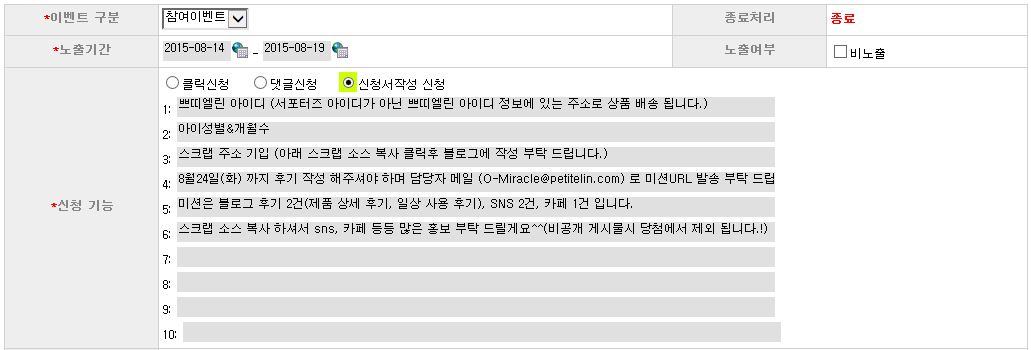 *이벤트 구분 참여이벤트 종료처리 종료
*노출기간 2015-08-14 - 2015-08-19 노출여부 비노출
*신청 기능 클릭신청 댓글신청 신청서작성 신청
1: 쁘띠엘린 아이디 (서포터즈 아이디가 아닌 쁘띠엘린 아이디 정보에 있는 주소로 상품 배송 됩니다.)
2: 아이성별&개월수
3: 스크랩 주소 기입 (아래 스크랩 소스 복사 클릭후 블로그에 작성 부탁 드립니다.)
4: 8월24일(화) 까지 후기 작성 해주셔야 하며 담당자 메일 (O-Miracle@petitelin.com) 로 미션URL 발송 부탁 드립
5: 미션은 블로그 후기 2건(제품 상세 후기, 일상 사용 후기), SNS 2건, 카페 1건 입니다.
6: 스크랩 소스 복사 하셔서 sns, 카페 등등 많은 홍보 부탁 드릴게요^^(비공개 게시물시 당첨에서 제외 됩니다.!)
7:
8:
9:
10: